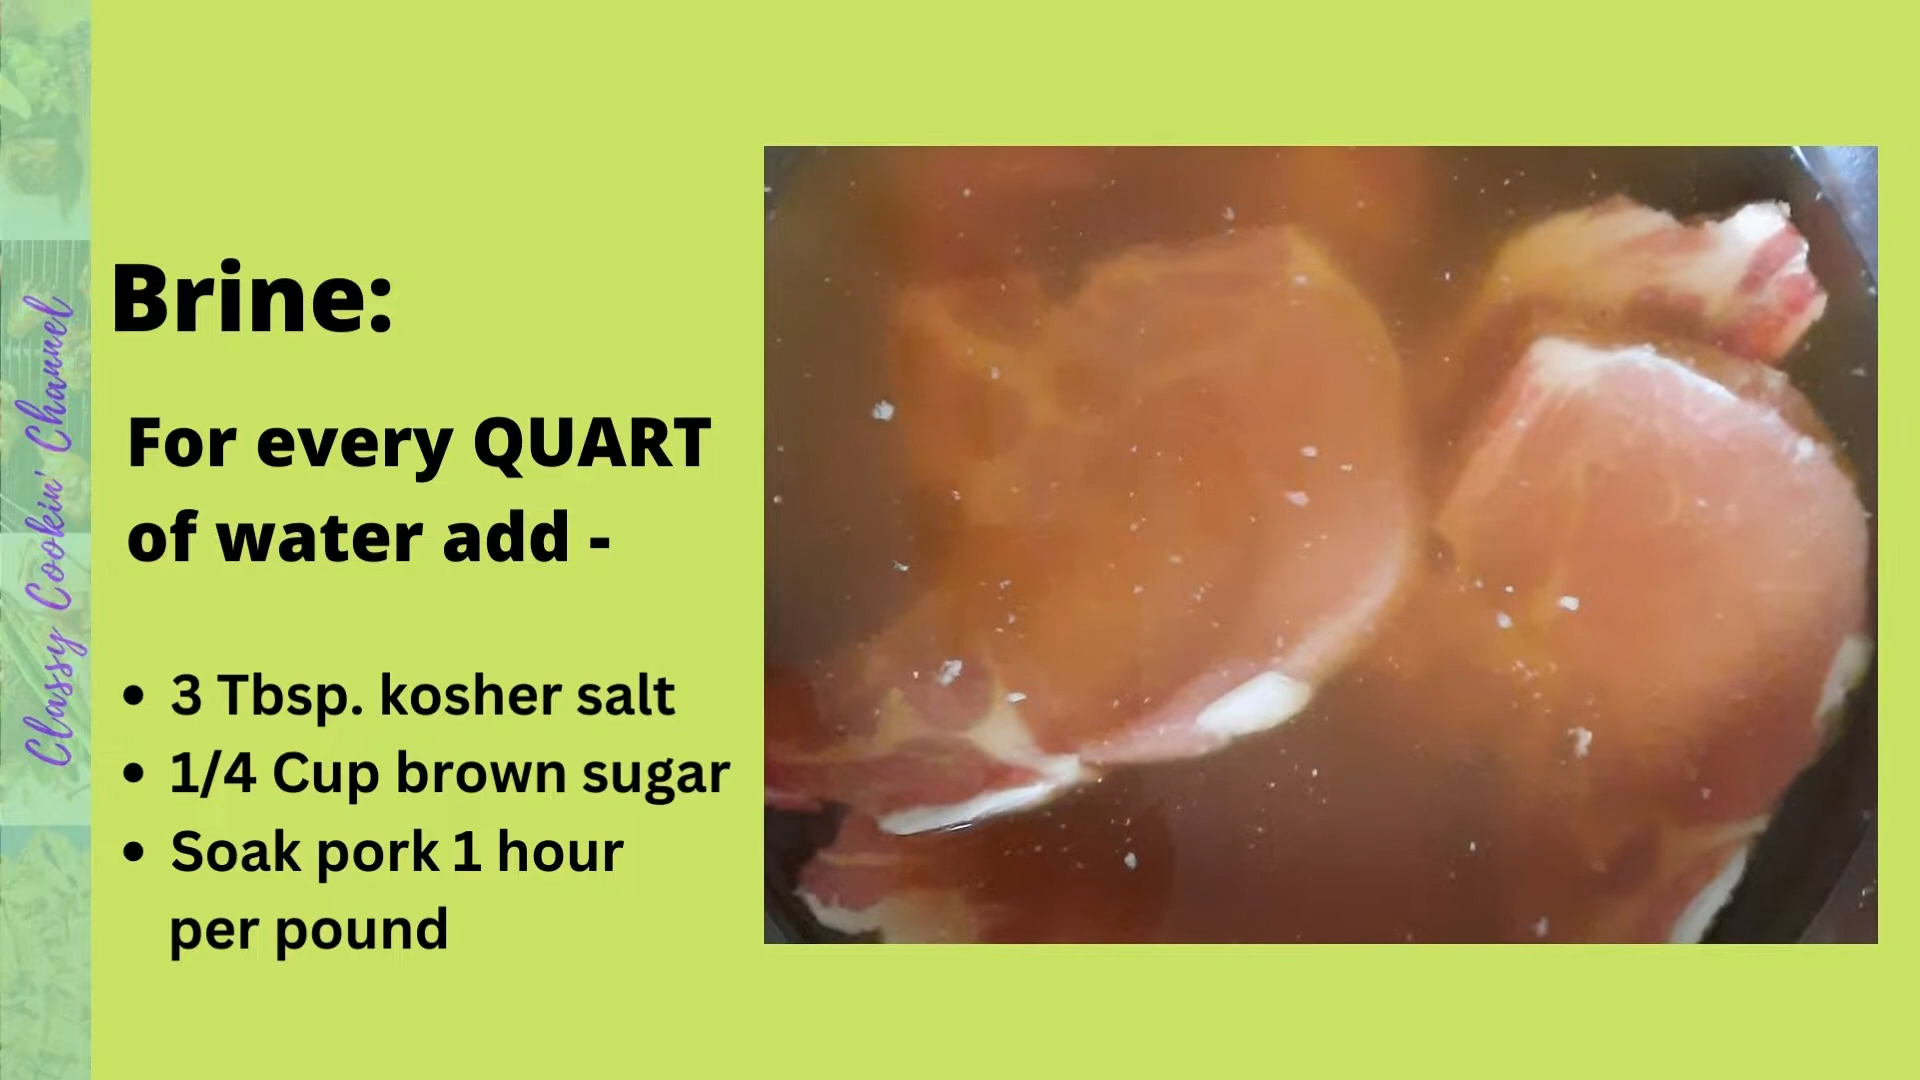 Classy Cookin' Channel
Brine:
For every QUART
of water add -
• 3 Tbsp. kosher salt
• 1/4 Cup brown sugar
• Soak pork 1 hour
per pound